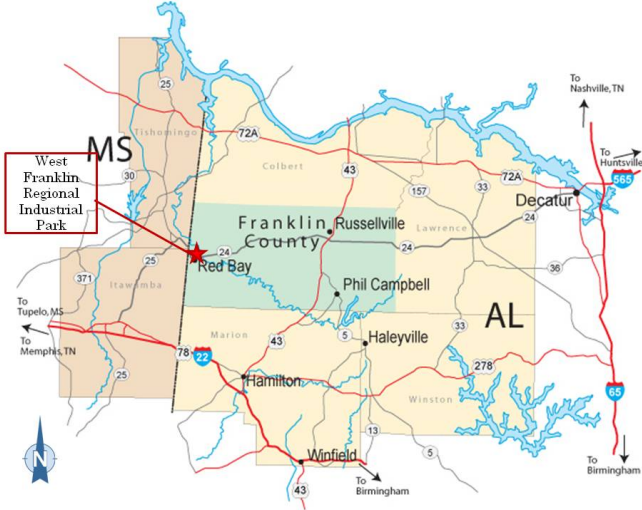 To
Nashville, TN
25
MS
Tishomingo
72A
West
Franklin
Regional
Industrial
Park
Colbert
43
To
Huntsville
565
30
157
33
72A
Decatur
Franklin
County
Russellville
Lawrence
24
24
24
Red Bay
25
36
371
Itawamba
Phil Campbell
To
Tupelo, MS
AL
33
Marion
5
Haleyville
To
Memphis, TN
78
22
43
278
Hamilton
25
Winston
65
13
5
N
Winfield
To
Birmingham
To
Birmingham
43